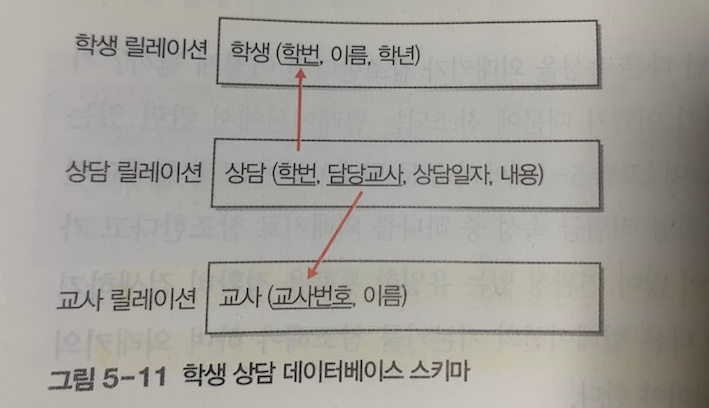 학생 릴레이션 학생 (학번, 이름, 학년)
상담 릴레이션 상담 (학번, 담당교사, 상담일자, 내용)
교사 릴레이션 교사 (교사번호, 이름)
그림 5-11 학생 상담 데이터베이스 스키마